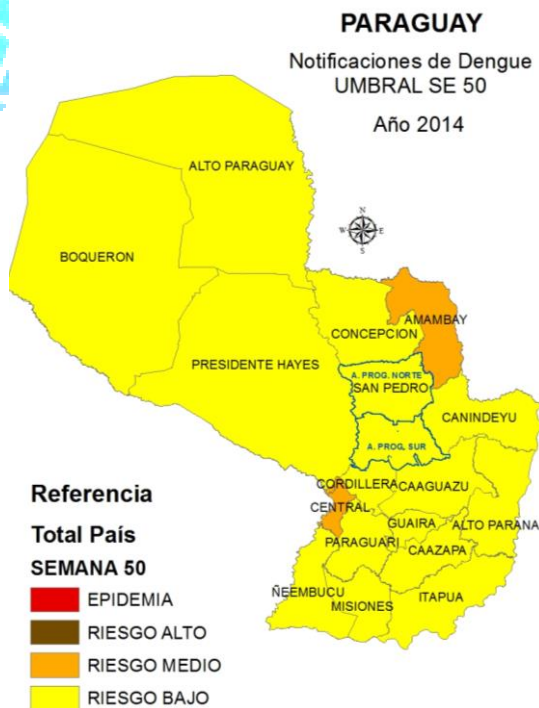 PARAGUAY
Notificaciones de Dengue
UMBRAL SE 50
Año 2014
ALTO PARAGUAY
N
W E
S
BOQUERON
AMAMBAY
CONCEPCION
PRESIDENTE HAYES
A. PROG. NORTE
SAN PEDRO
CANINDEYU
A. PROG. SUR
CORDILLERA
CAAGUAZU
CENTRAL
GUAIRA
ALTO PARANA
PARAGUARI
CAAZAPA
ÑEEMBUCU
MISIONES
ITAPUA
Referencia
Total País
SEMANA 50
EPIDEMIA
RIESGO ALTO
RIESGO MEDIO
RIESGO BAJO